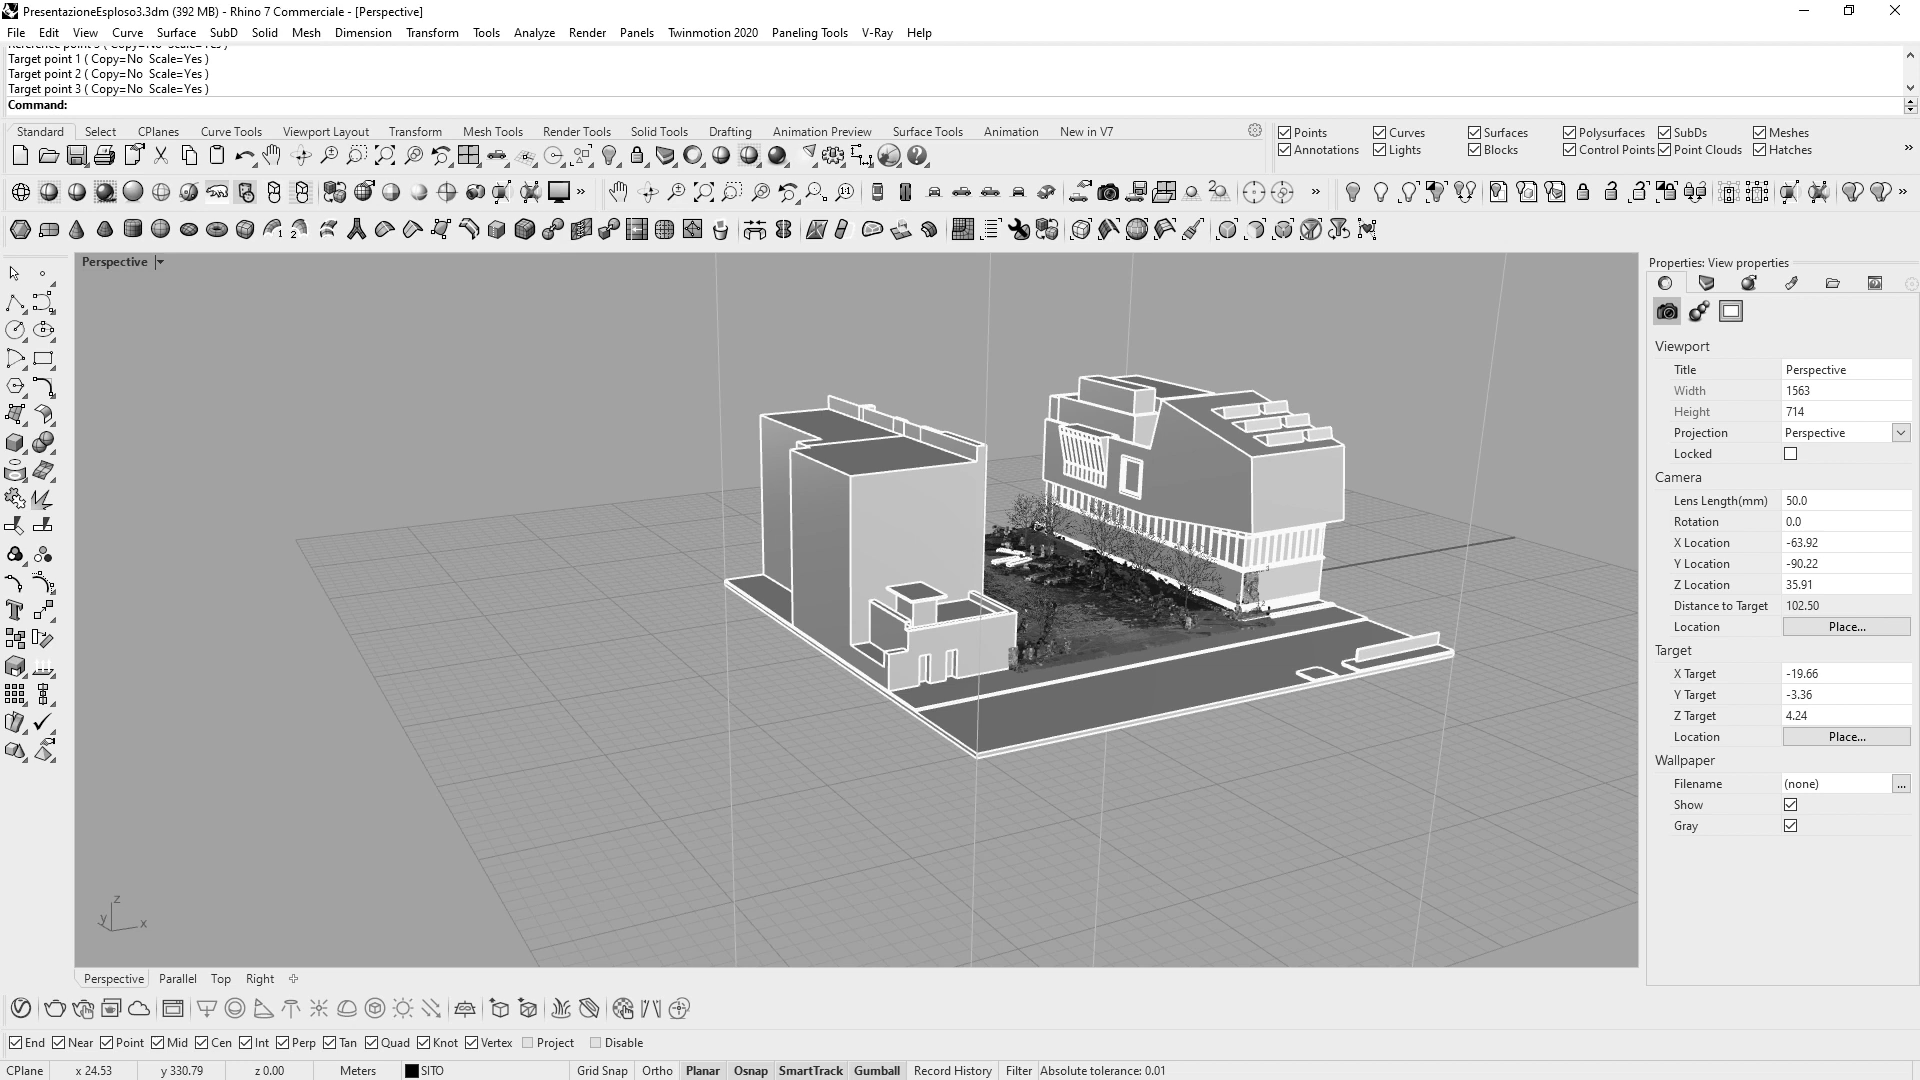 PresentazioneEsploso3.3dm (392 MB) - Rhino 7 Commerciale - [Perspective]
File Edit View Curve Surface SubD Solid Mesh Dimension Transform Tools Analyze Render Panels Twinmotion 2020 Paneling Tools V-Ray Help
Reference point 3 ( Copy=No Scale=Yes )
Target point 1 ( Copy=No Scale=Yes )
Target point 2 ( Copy=No Scale=Yes )
Target point 3 ( Copy=No Scale=Yes )
Command:
Standard Select CPlanes Curve Tools Viewport Layout Transform Mesh Tools Render Tools Solid Tools Drafting Animation Preview Surface Tools Animation New in V7
Points Curves Surfaces Polysurfaces SubDs Meshes
Annotations Lights Blocks Control Points Point Clouds Hatches
Perspective
Properties: View properties
Viewport
Title Perspective
Width 1563
Height 714
Projection Perspective
Locked
Camera
Lens Length(mm) 50.0
Rotation 0.0
X Location -63.92
Y Location -90.22
Z Location 35.91
Distance to Target 102.50
Location Place...
Target
X Target -19.66
Y Target -3.36
Z Target 4.24
Location Place...
Wallpaper
Filename (none) ...
Show
Gray
z
y x
Perspective Parallel Top Right
End Near Point Mid Cen Int Perp Tan Quad Knot Vertex Project Disable
CPlane x 24.53 y 330.79 z 0.00 Meters SITO Grid Snap Ortho Planar Osnap SmartTrack Gumball Record History Filter Absolute tolerance: 0.01